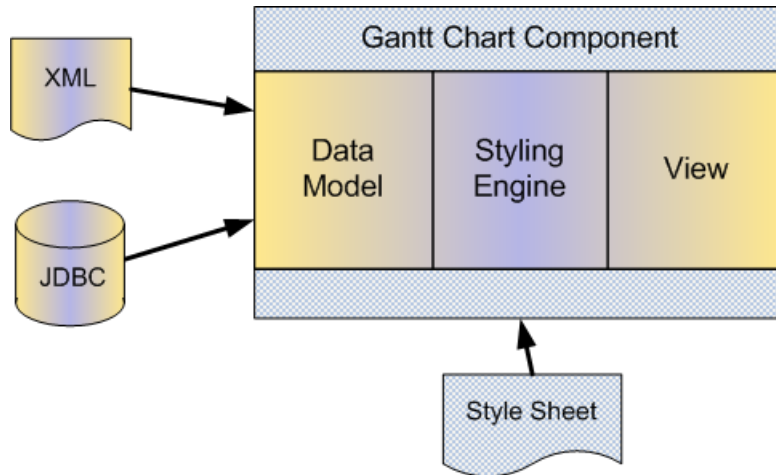 Gantt Chart Component
XML
Data
Model
Styling
Engine
View
JDBC
Style Sheet